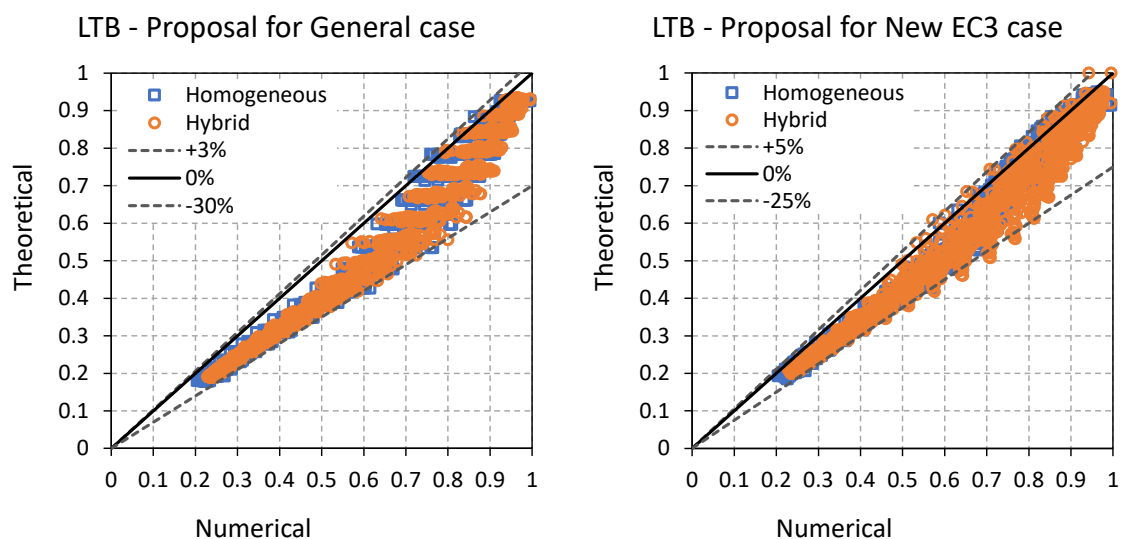 LTB - Proposal for General case
1
0.9
0.8
0.7
0.6
0.5
0.4
0.3
0.2
0.1
0
Theoretical
Homogeneous
Hybrid
+3%
0%
-30%
0 0.1 0.2 0.3 0.4 0.5 0.6 0.7 0.8 0.9 1
Numerical
LTB - Proposal for New EC3 case
1
0.9
0.8
0.7
0.6
0.5
0.4
0.3
0.2
0.1
0
Theoretical
Homogeneous
Hybrid
+5%
0%
-25%
0 0.1 0.2 0.3 0.4 0.5 0.6 0.7 0.8 0.9 1
Numerical